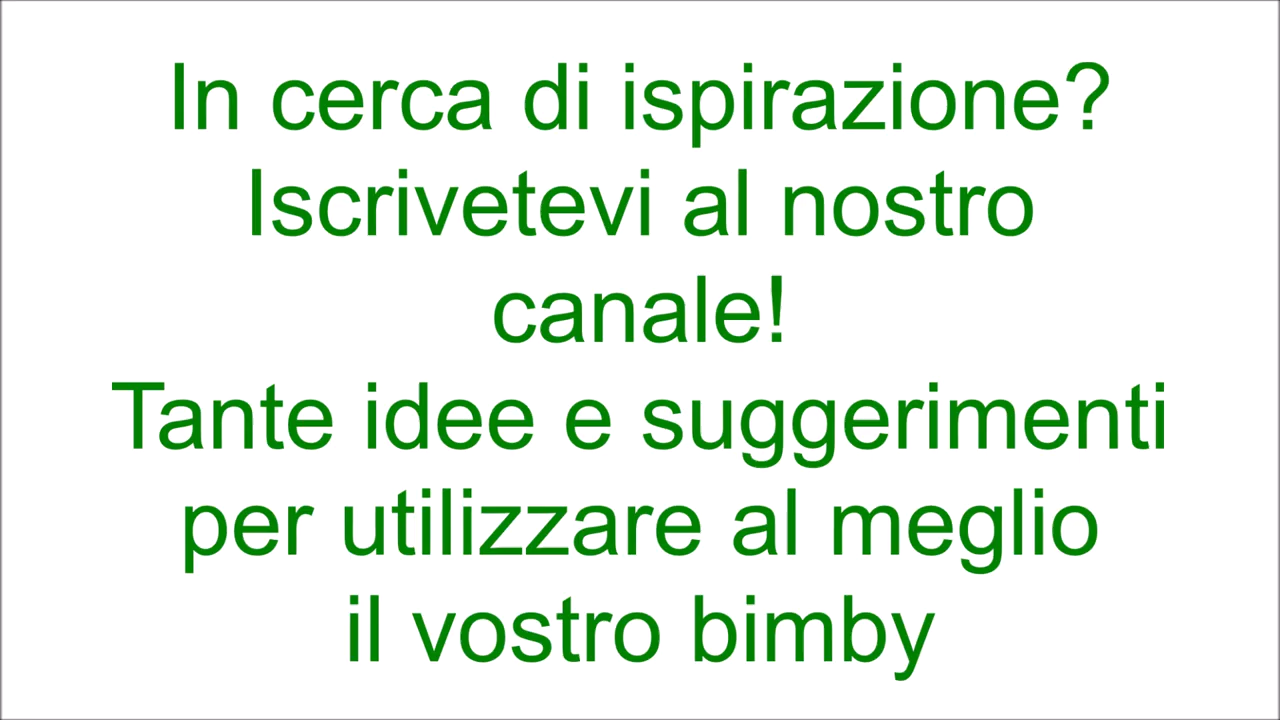 In cerca di ispirazione?
Iscrivetevi al nostro
canale!
Tante idee e suggerimenti
per utilizzare al meglio
il vostro bimby